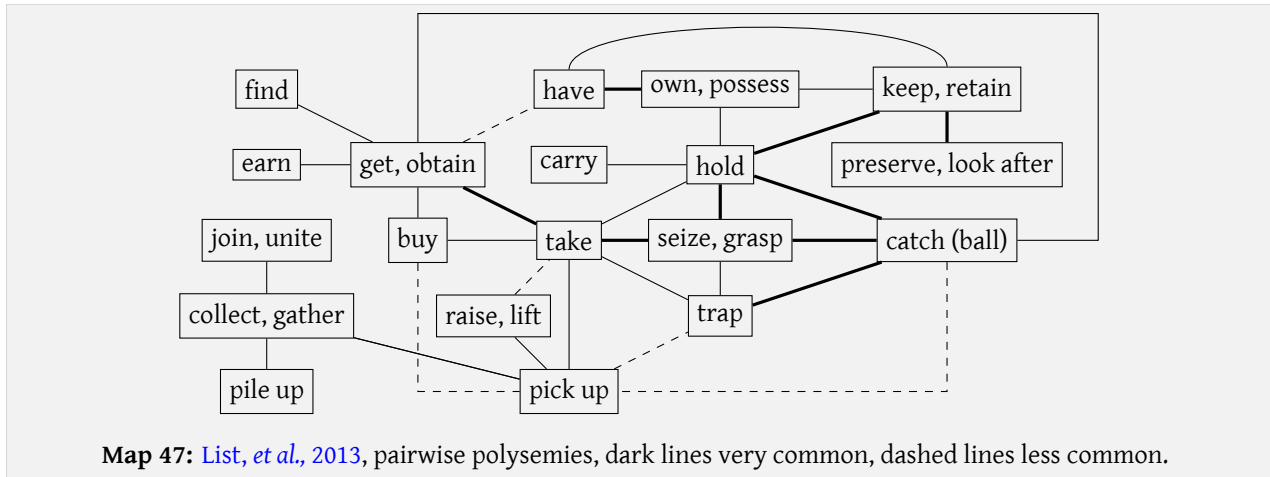 have
own, possess
keep, retain
find
earn
get, obtain
carry
hold
preserve, look after
join, unite
buy
take
seize, grasp
catch (ball)
collect, gather
raise, lift
trap
pile up
pick up
Map 47: List, et al., 2013, pairwise polysemies, dark lines very common, dashed lines less common.